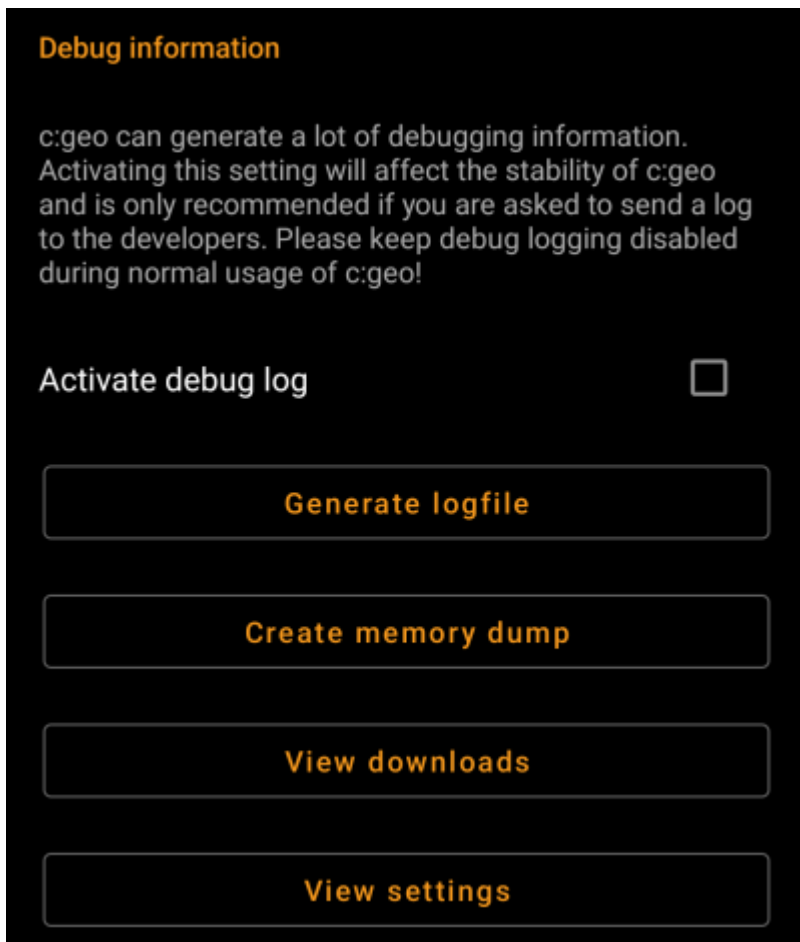 Debug information
c:geo can generate a lot of debugging information.
Activating this setting will affect the stability of c:geo
and is only recommended if you are asked to send a log
to the developers. Please keep debug logging disabled
during normal usage of c:geo!
Activate debug log
Generate logfile
Create memory dump
View downloads
View settings